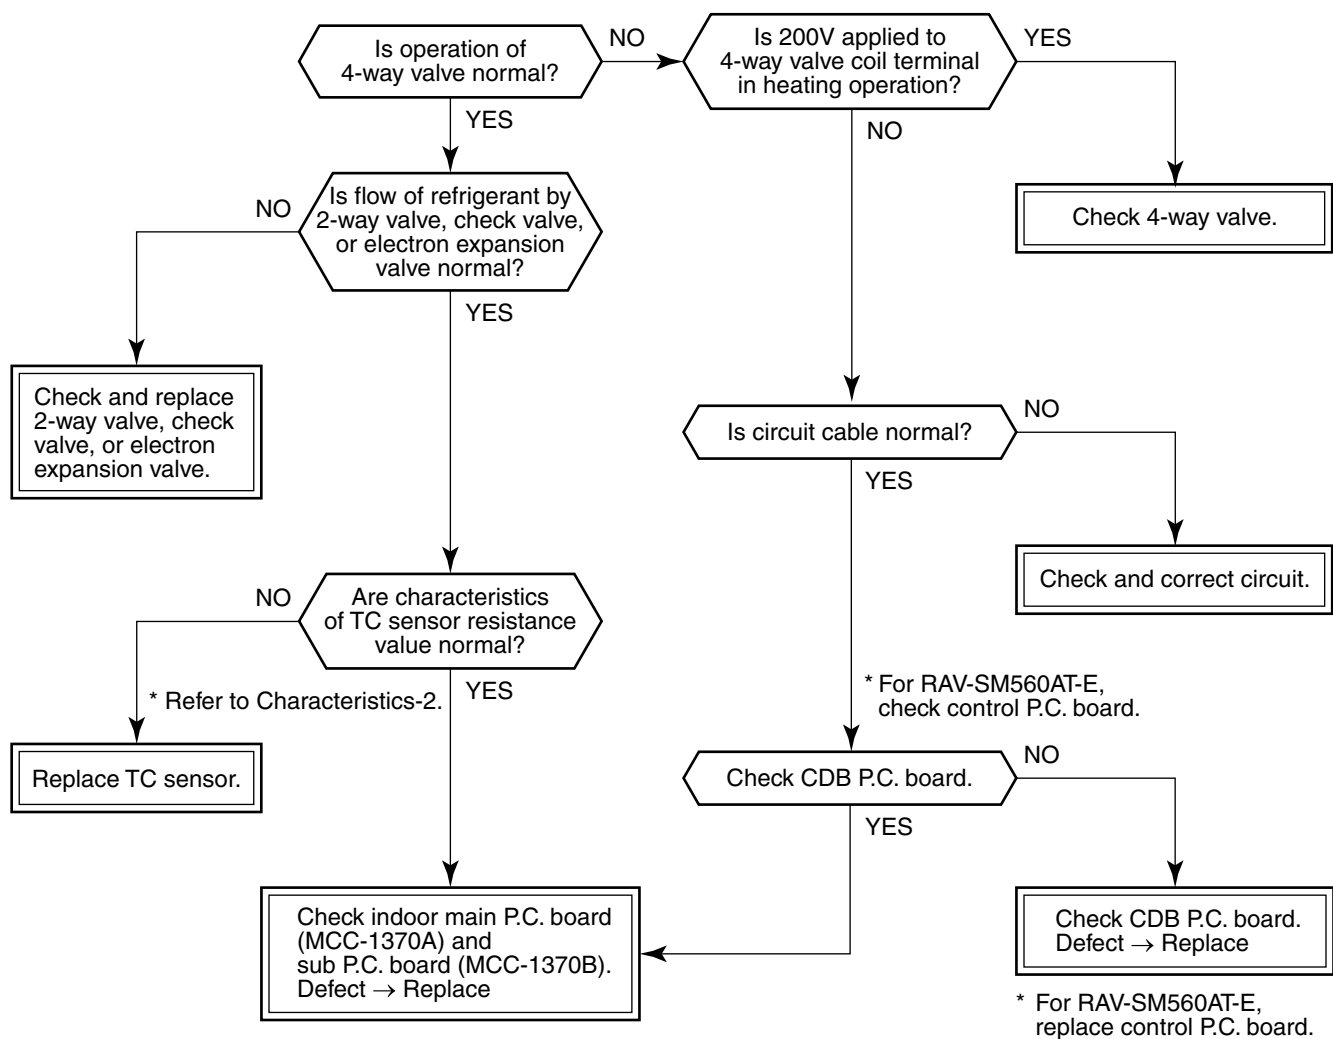 Is operation of
4-way valve normal?
NO
Is 200V applied to
4-way valve coil terminal
in heating operation?
YES
YES
NO
Check 4-way valve.
Is flow of refrigerant by
2-way valve, check valve,
or electron expansion
valve normal?
NO
YES
Check and replace
2-way valve, check
valve, or electron
expansion valve.
Is circuit cable normal?
NO
YES
Check and correct circuit.
Are characteristics
of TC sensor resistance
value normal?
NO
YES
* Refer to Characteristics-2.
* For RAV-SM560AT-E,
check control P.C. board.
Replace TC sensor.
Check CDB P.C. board.
NO
YES
Check indoor main P.C. board
(MCC-1370A) and
sub P.C. board (MCC-1370B).
Defect → Replace
Check CDB P.C. board.
Defect → Replace
* For RAV-SM560AT-E,
replace control P.C. board.